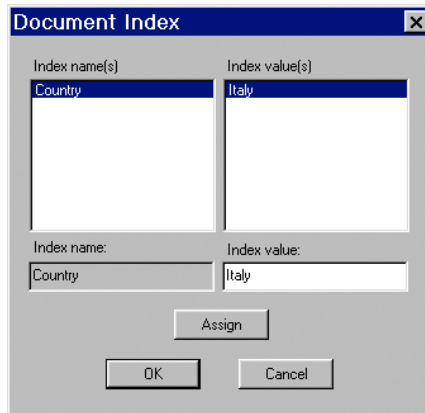 Document Index
Index name(s) Index value(s)
Country Italy
Index name: Index value:
Country Italy
Assign
OK Cancel